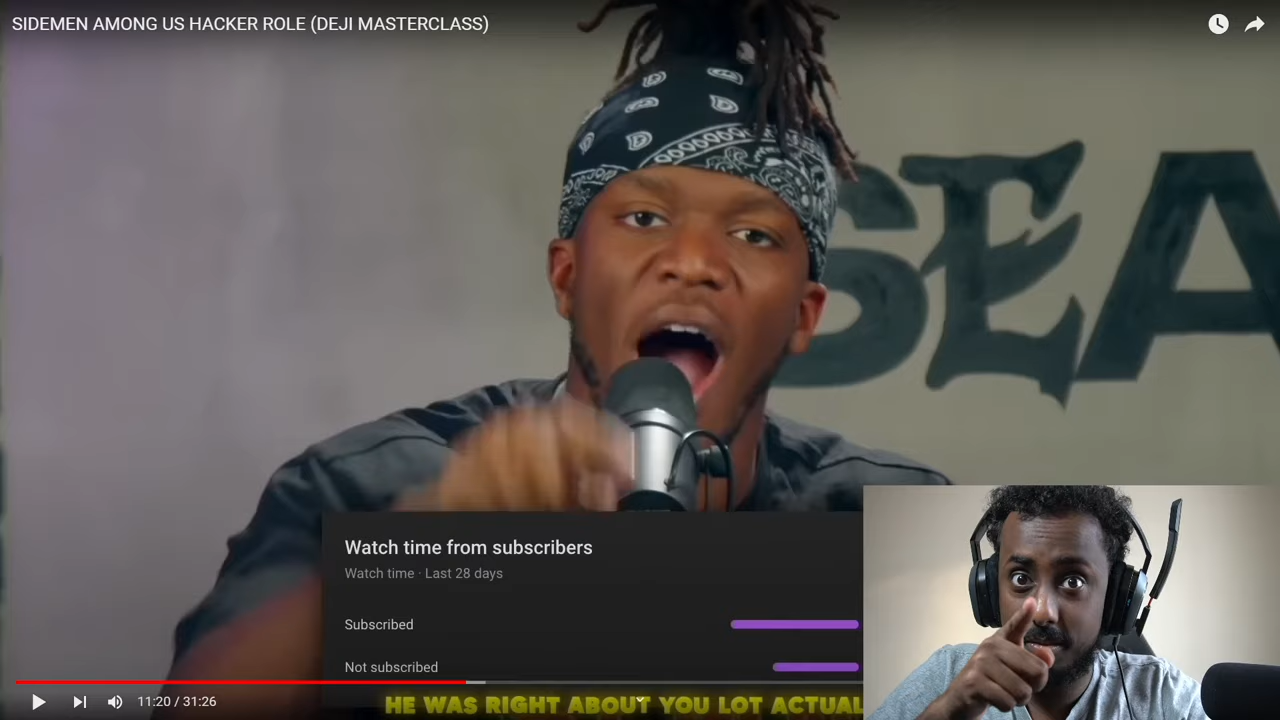 SIDEMEN AMONG US HACKER ROLE (DEJI MASTERCLASS)
SEA
Watch time from subscribers
Watch time · Last 28 days
Subscribed
Not subscribed
11:20 / 31:26
HE WAS RIGHT ABOUT YOU LOT ACTUAL